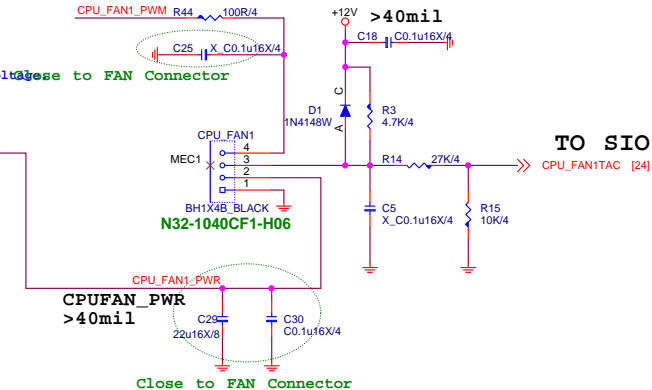 CPU_FAN1_PWM
R44
100R/4
+12V
>40mil
C18
C0.1u16X/4
C25
X_C0.1u16X/4
Close to FAN Connector
D1
1N4148W
C
A
R3
4.7K/4
CPU_FAN1
MEC1
4
3
2
1
BH1X4B_BLACK
N32-1040CF1-H06
R14
27K/4
TO SIO
CPU_FAN1TAC [24]
C5
X_C0.1u16X/4
R15
10K/4
CPU_FAN1_PWR
CPUFAN_PWR
>40mil
C29
22u16X/8
C30
C0.1u16X/4
Close to FAN Connector